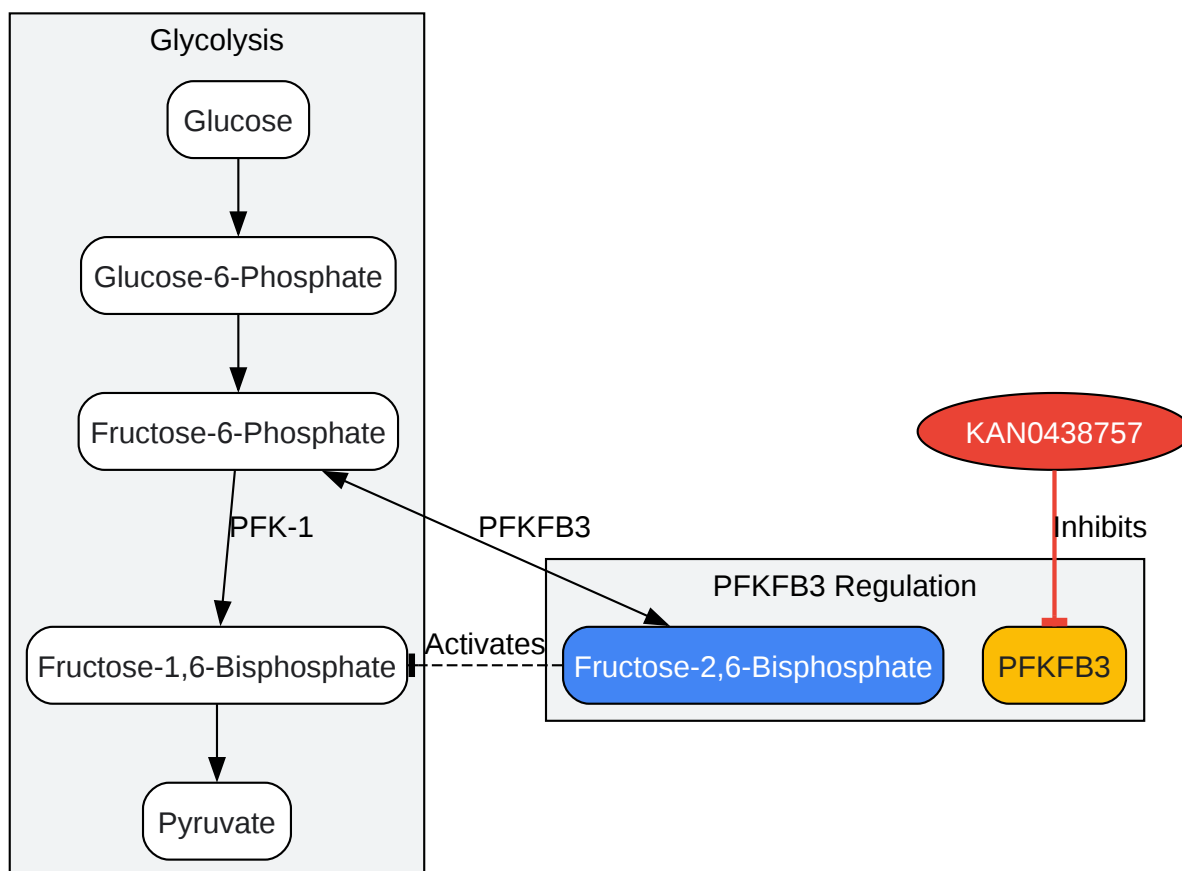 Glycolysis
Glucose
Glucose-6-Phosphate
Fructose-6-Phosphate
KAN0438757
PFK-1
PFKFB3
Inhibits
PFKFB3 Regulation
Activates
Fructose-1,6-Bisphosphate
Fructose-2,6-Bisphosphate
PFKFB3
Pyruvate